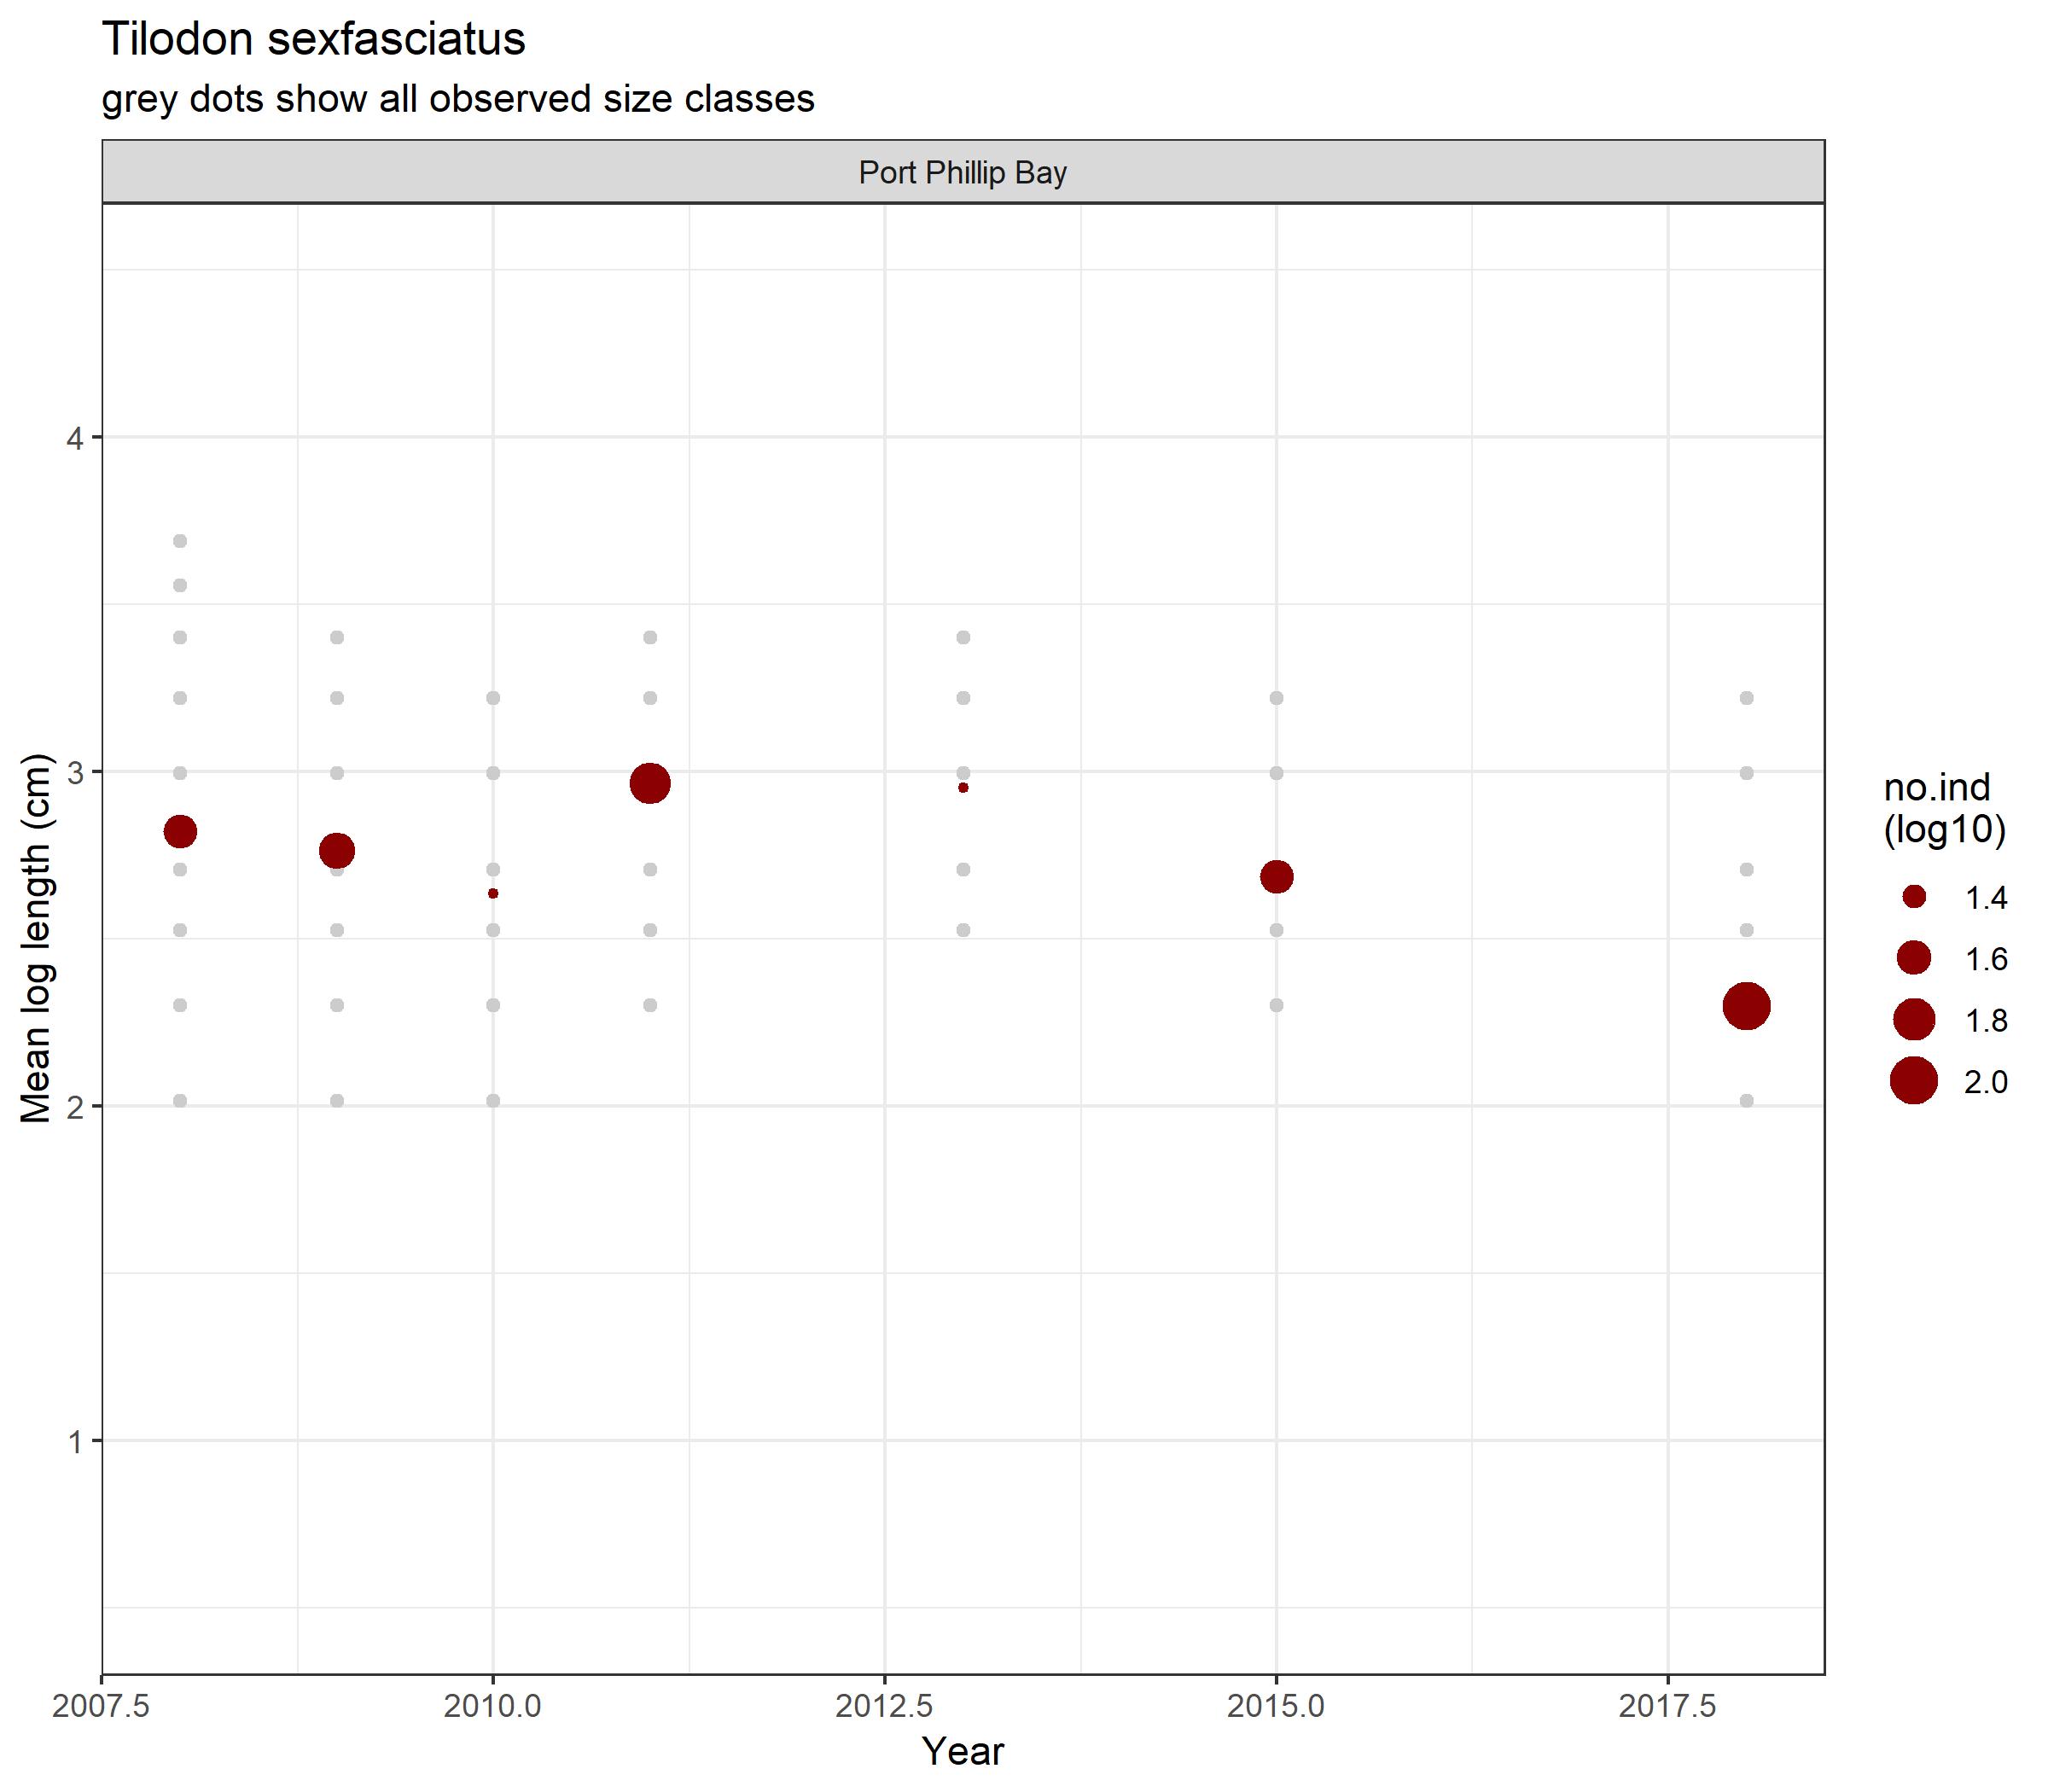 Tilodon sexfasciatus
grey dots show all observed size classes
Port Phillip Bay
Mean log length (cm)
4
3
2
1
2007.5
2010.0
2012.5
2015.0
2017.5
Year
no.ind
(log10)
1.4
1.6
1.8
2.0